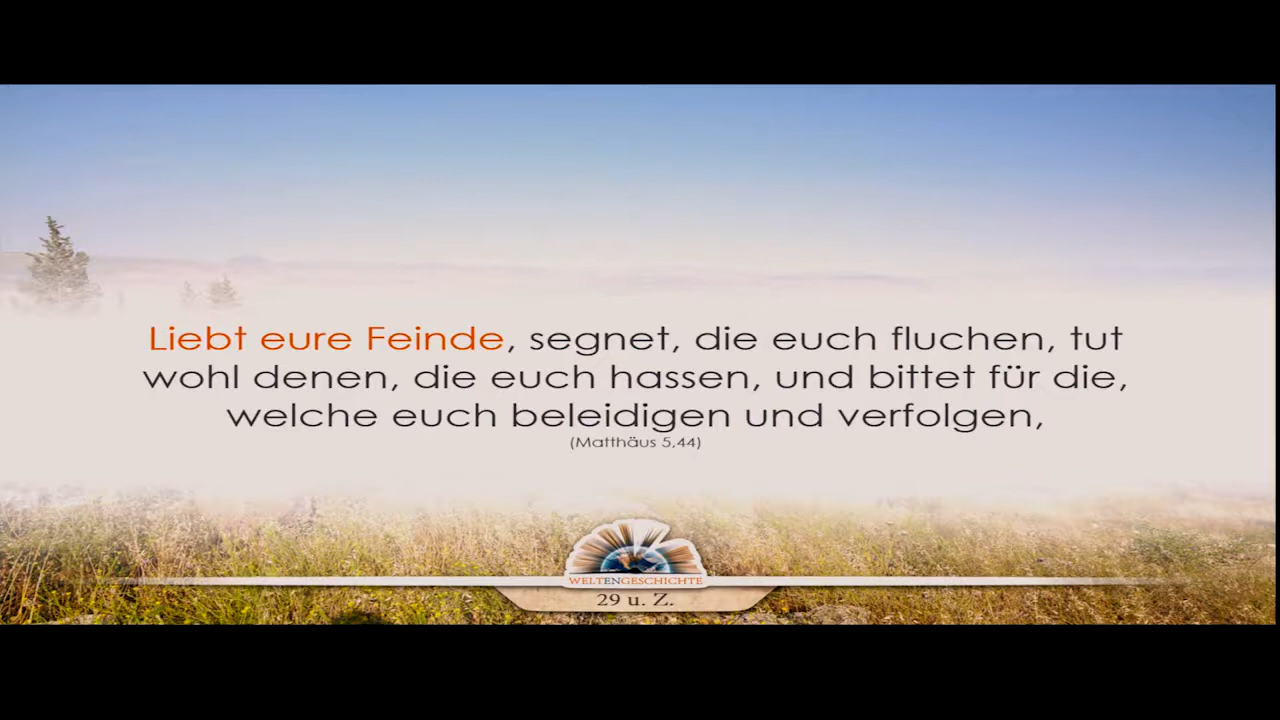 Liebt eure Feinde, segnet, die euch fluchen, tut
wohl denen, die euch hassen, und bittet für die,
welche euch beleidigen und verfolgen,
(Matthäus 5,44)
WELTENGESCHICHTE
29 u. Z.